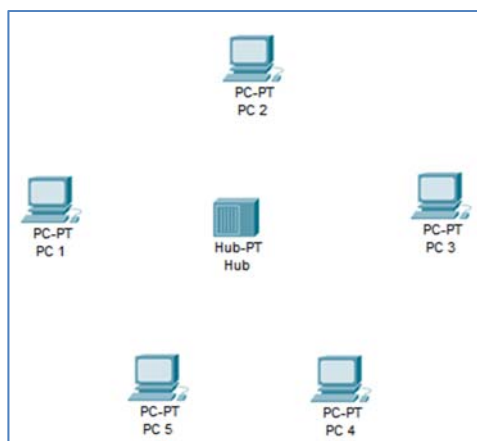 PC-PT
PC 2
PC-PT
PC 1
Hub-PT
Hub
PC-PT
PC 3
PC-PT
PC 5
PC-PT
PC 4